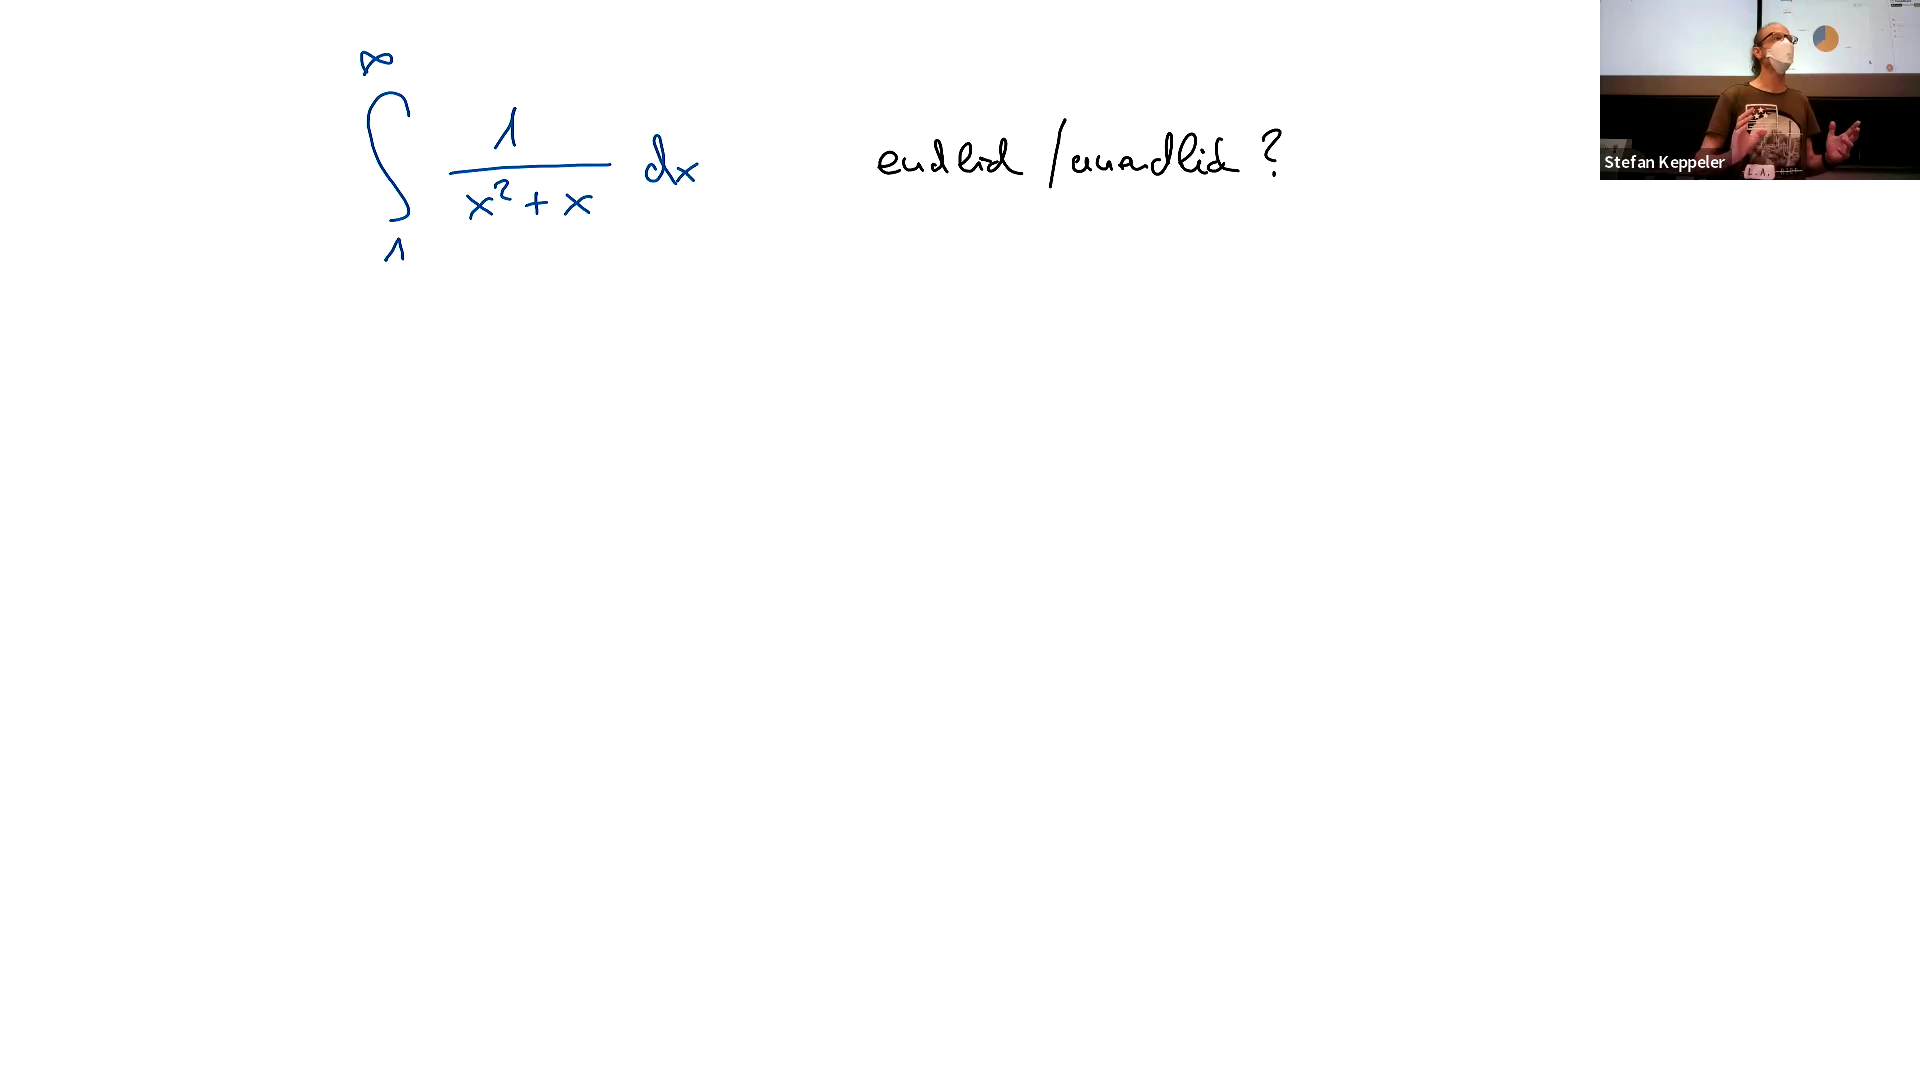 ∞
∫ 1/(x² + x) dx endlich / unendlich ?
1
Stefan Keppeler
L.A.